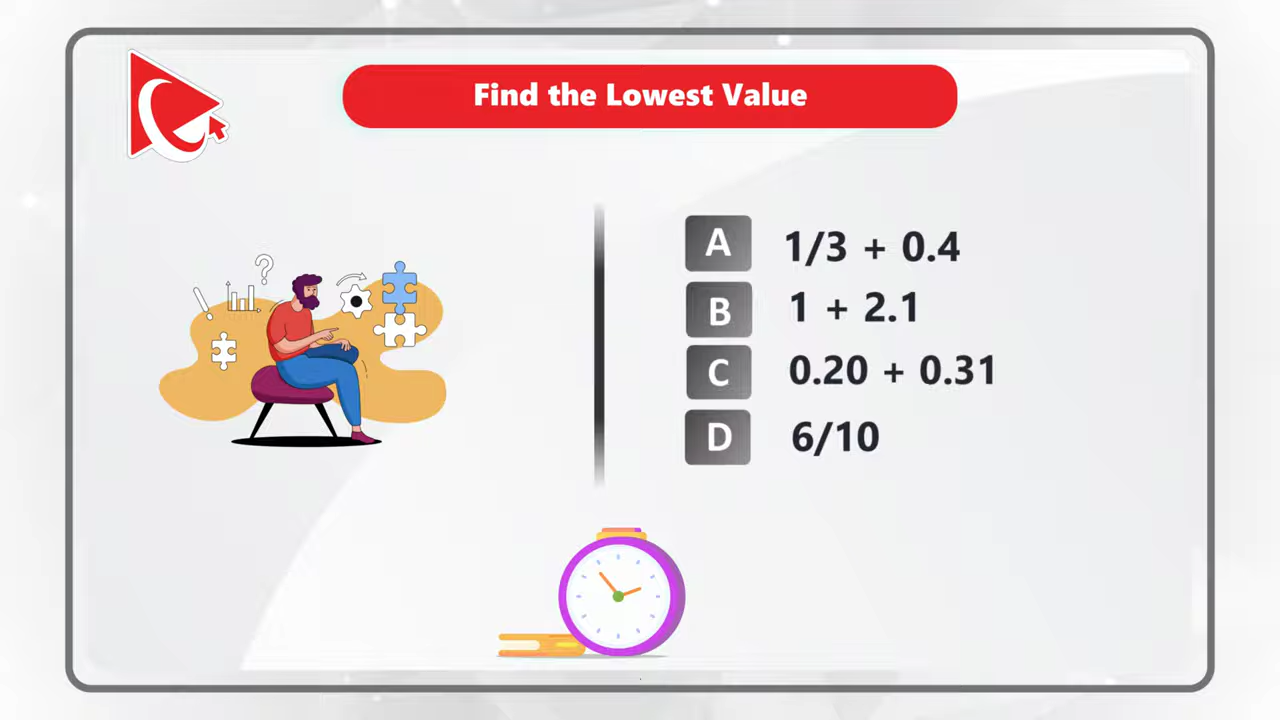 Find the Lowest Value
?
A 1/3 + 0.4
B 1 + 2.1
C 0.20 + 0.31
D 6/10